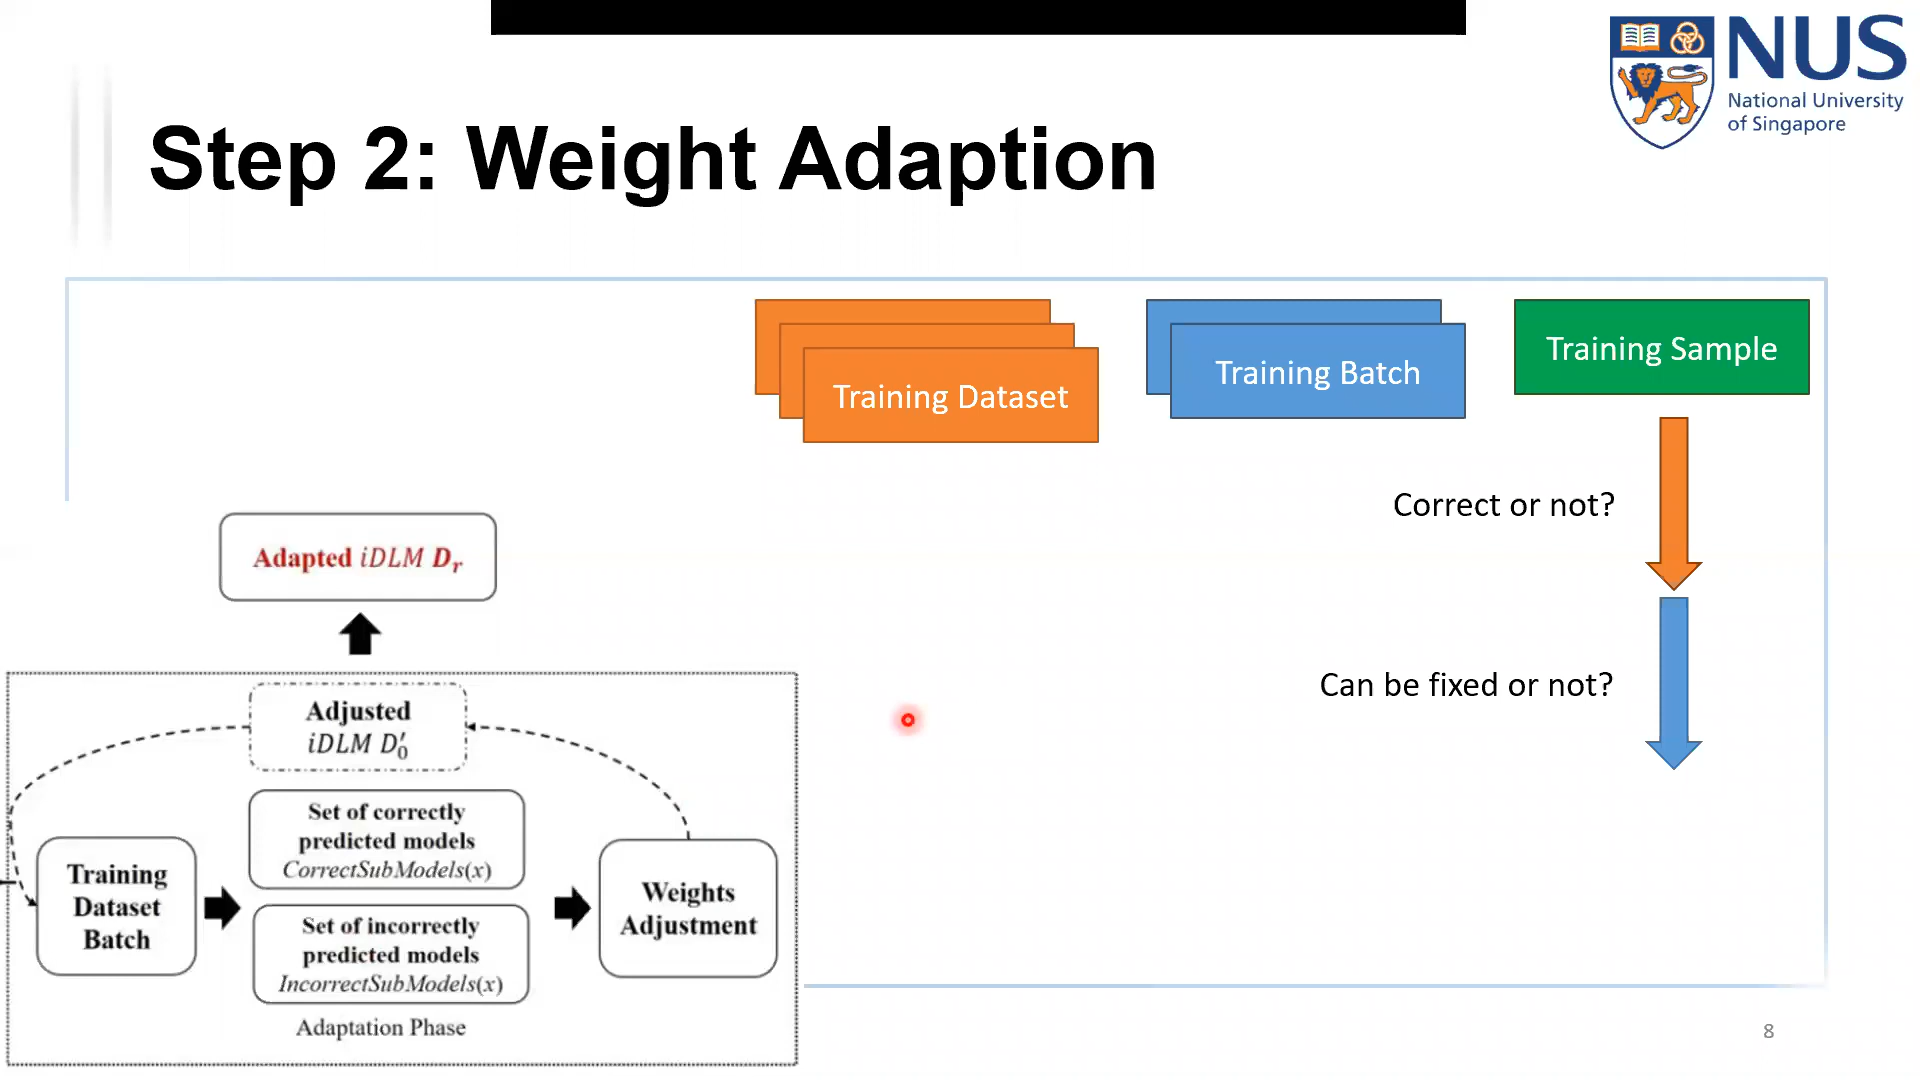 NUS
National University
of Singapore
Step 2: Weight Adaption
Training Dataset
Training Batch
Training Sample
Correct or not?
Can be fixed or not?
Adapted iDLM Dᵣ
Adjusted
iDLM D₀′
Set of correctly
predicted models
CorrectSubModels(x)
Training
Dataset
Batch
Set of incorrectly
predicted models
IncorrectSubModels(x)
Weights
Adjustment
Adaptation Phase
8